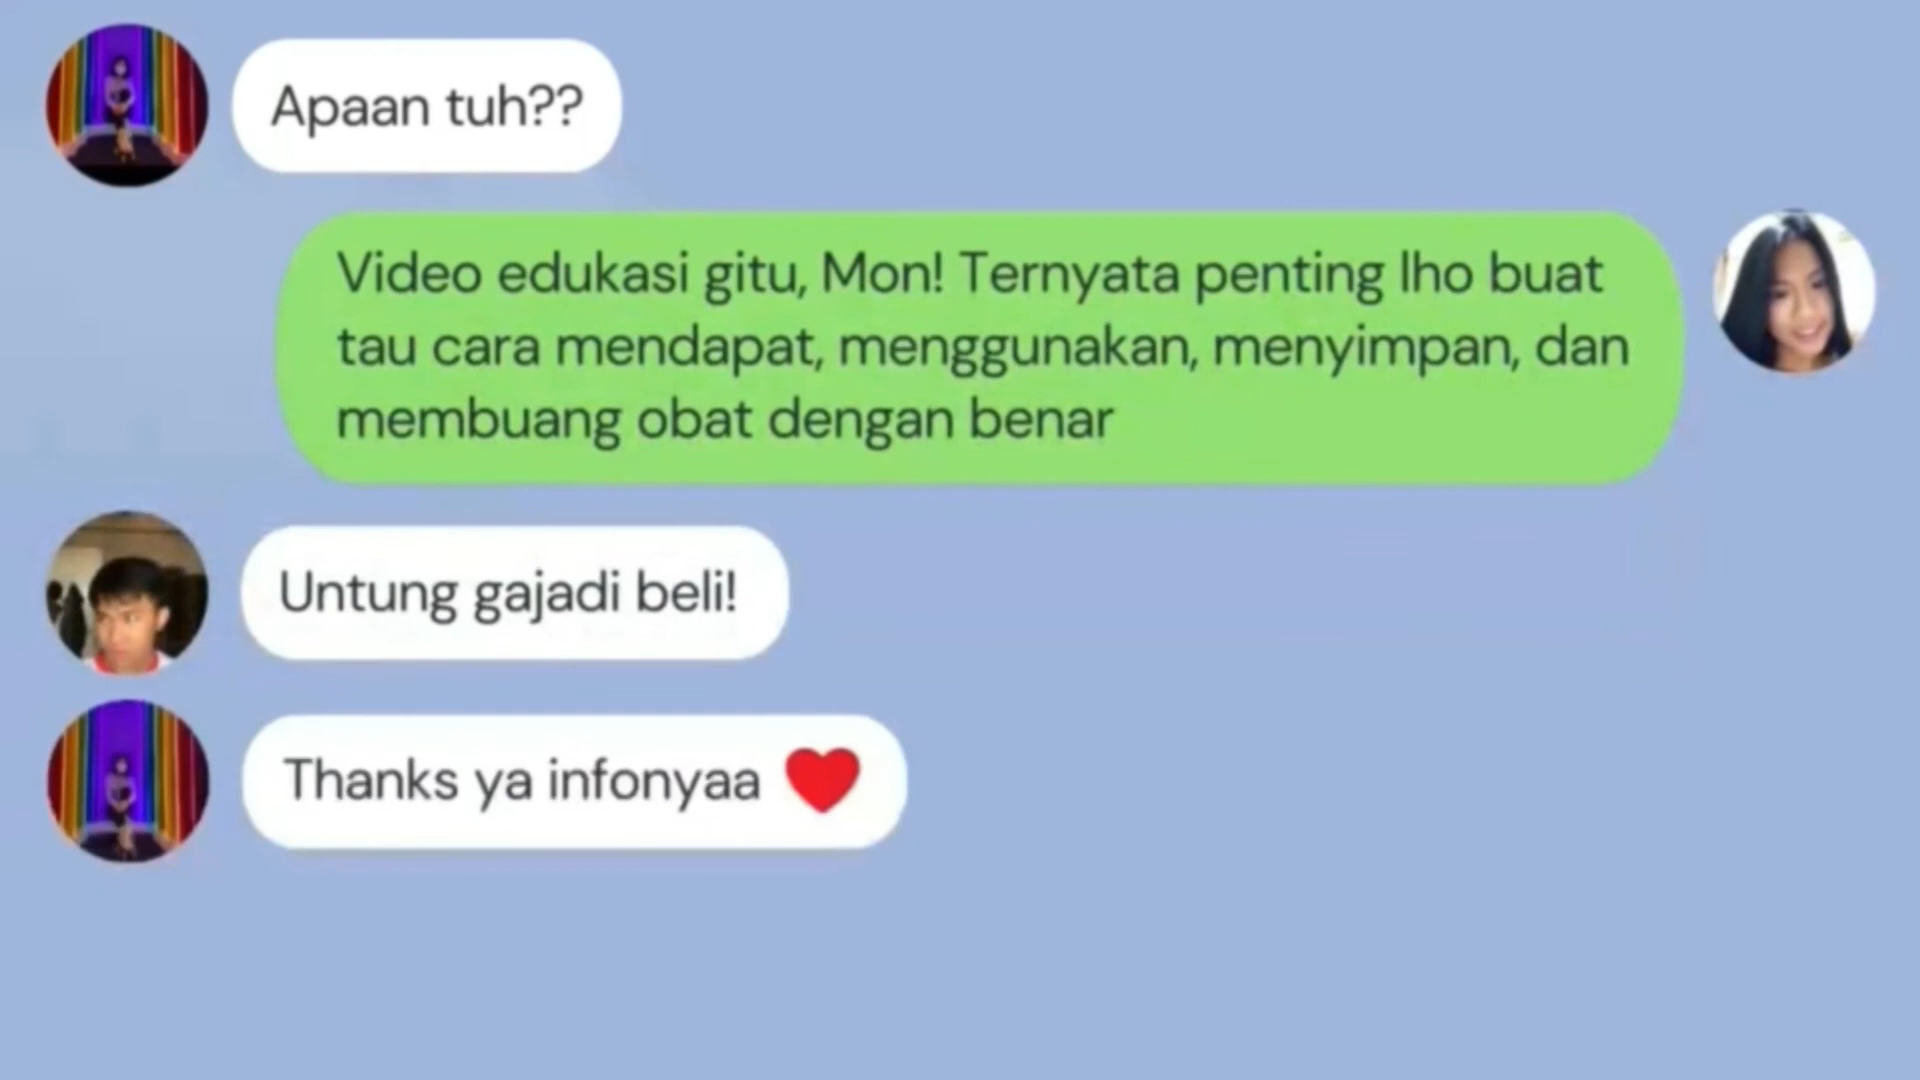 Apaan tuh??
Video edukasi gitu, Mon! Ternyata penting lho buat
tau cara mendapat, menggunakan, menyimpan, dan
membuang obat dengan benar
Untung gajadi beli!
Thanks ya infonyaa ❤️